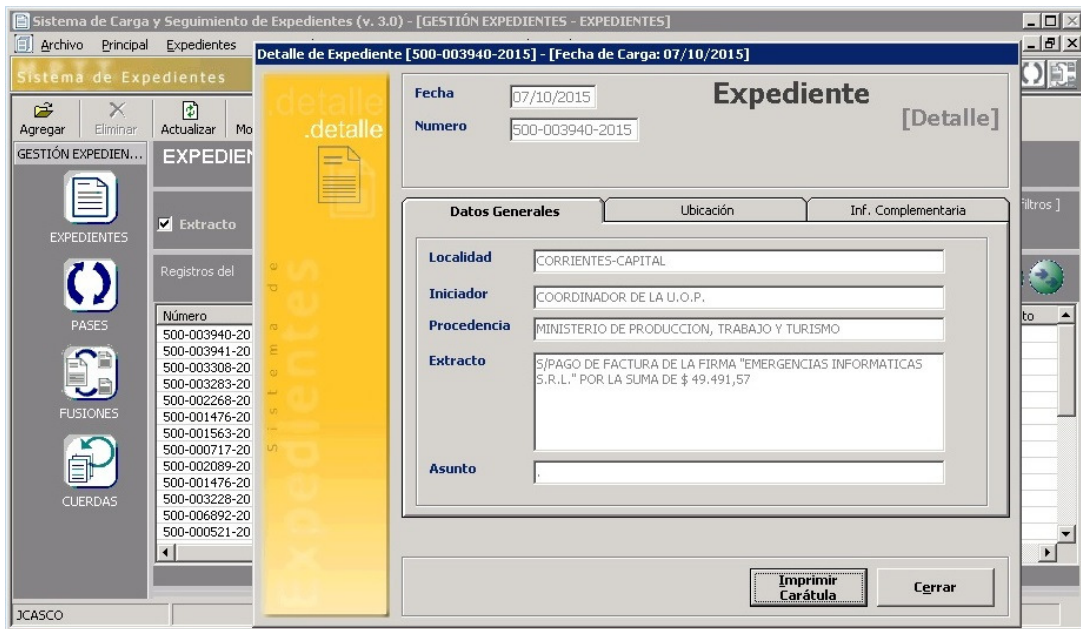 Sistema de Carga y Seguimiento de Expedientes (v. 3.0) - [GESTIÓN EXPEDIENTES - EXPEDIENTES]
Archivo Principal Expedientes
Detalle de Expediente [500-003940-2015] - [Fecha de Carga: 07/10/2015]
Sistema de Expedientes
Agregar Eliminar Actualizar Mo
GESTIÓN EXPEDIEN...
EXPEDIEN
EXPEDIENTES
PASES
FUSIONES
CUERDAS
Extracto
filtros ]
Registros del
Número
to
500-003940-20
500-003941-20
500-003308-20
500-003283-20
500-002268-20
500-001476-20
500-001563-20
500-000717-20
500-002089-20
500-001476-20
500-003228-20
500-006892-20
500-000521-20
.detalle
.detalle
Sistema de
Expedientes
Fecha 07/10/2015
Expediente
[Detalle]
Numero 500-003940-2015
Datos Generales Ubicación Inf. Complementaria
Localidad CORRIENTES-CAPITAL
Iniciador COORDINADOR DE LA U.O.P.
Procedencia MINISTERIO DE PRODUCCION, TRABAJO Y TURISMO
Extracto S/PAGO DE FACTURA DE LA FIRMA "EMERGENCIAS INFORMATICAS
S.R.L." POR LA SUMA DE $ 49.491,57
Asunto .
Imprimir
Carátula
Cerrar
JCASCO